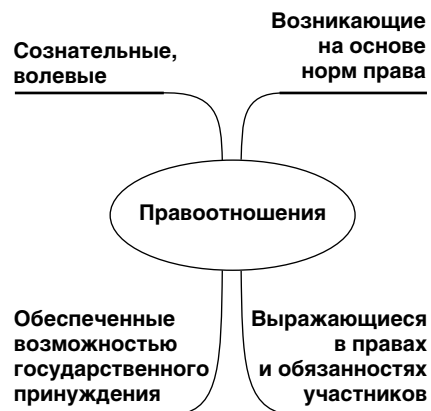 Сознательные,
волевые
Возникающие
на основе
норм права
Правоотношения
Обеспеченные
возможностью
государственного
принуждения
Выражающиеся
в правах
и обязанностях
участников